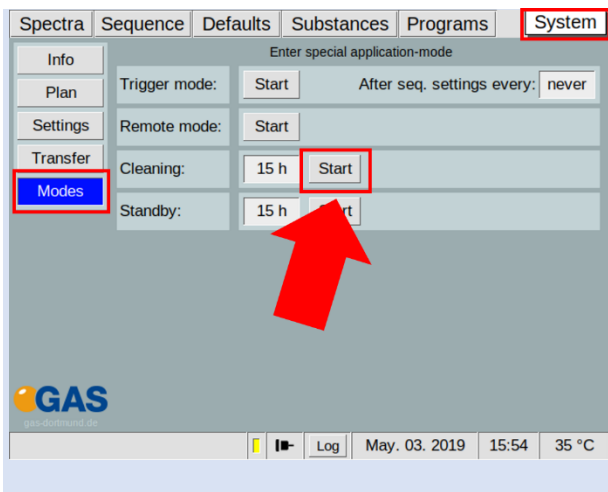 Spectra Sequence Defaults Substances Programs System
Info
Enter special application-mode
Plan
Trigger mode: Start After seq. settings every: never
Settings
Remote mode: Start
Transfer
Cleaning: 15 h Start
Modes
Standby: 15 h
GAS
gas-dortmund.de
Log May. 03. 2019 15:54 35 °C